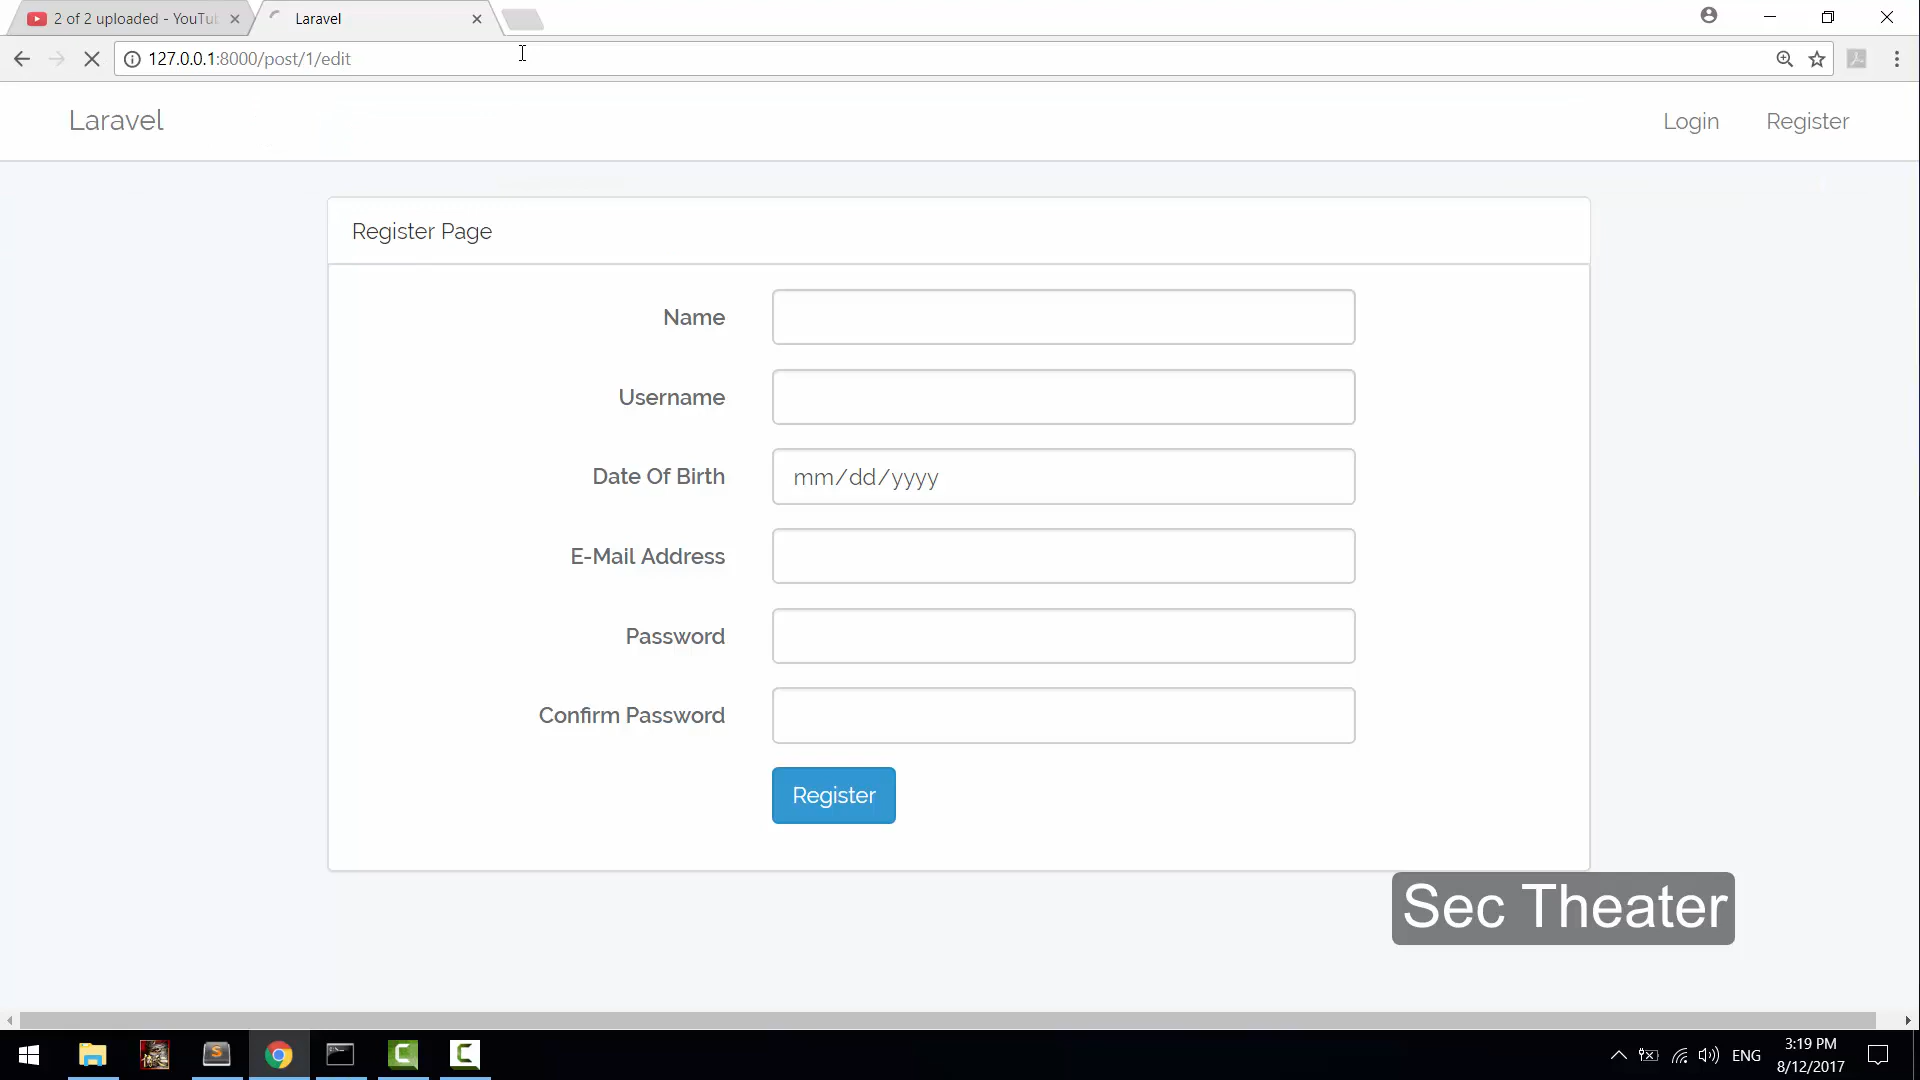 2 of 2 uploaded - YouTu
Laravel
127.0.0.1:8000/post/1/edit
Laravel
Login
Register
Register Page
Name
Username
Date Of Birth
mm/dd/yyyy
E-Mail Address
Password
Confirm Password
Register
Sec Theater
ENG
3:19 PM
8/12/2017